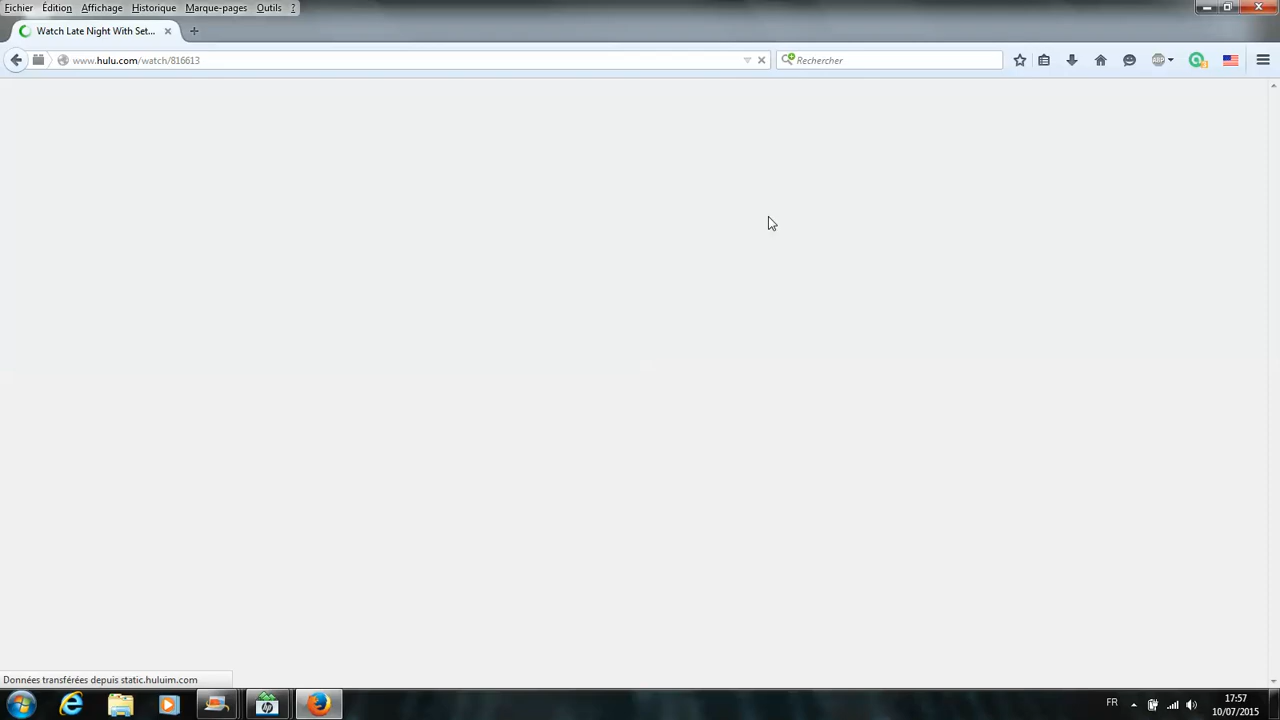 Fichier Édition Affichage Historique Marque-pages Outils ?
Watch Late Night With Set...
www.hulu.com/watch/816613
Rechercher
Données transférées depuis static.huluim.com
FR
17:57
10/07/2015